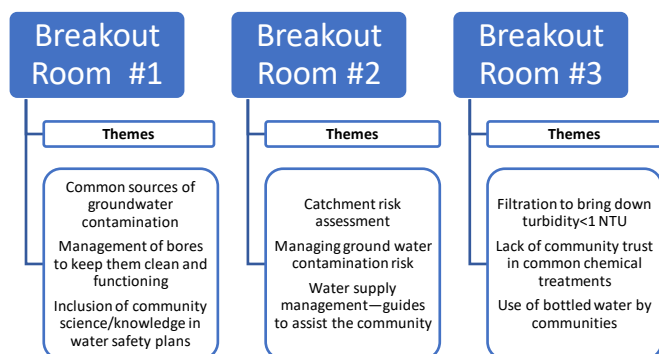 Breakout
Room #1
Themes
Common sources of
groundwater
contamination
Management of bores
to keep them clean and
functioning
Inclusion of community
science/knowledge in
water safety plans
Breakout
Room #2
Themes
Catchment risk
assessment
Managing ground water
contamination risk
Water supply
management—guides
to assist the community
Breakout
Room #3
Themes
Filtration to bring down
turbidity<1 NTU
Lack of community trust
in common chemical
treatments
Use of bottled water by
communities